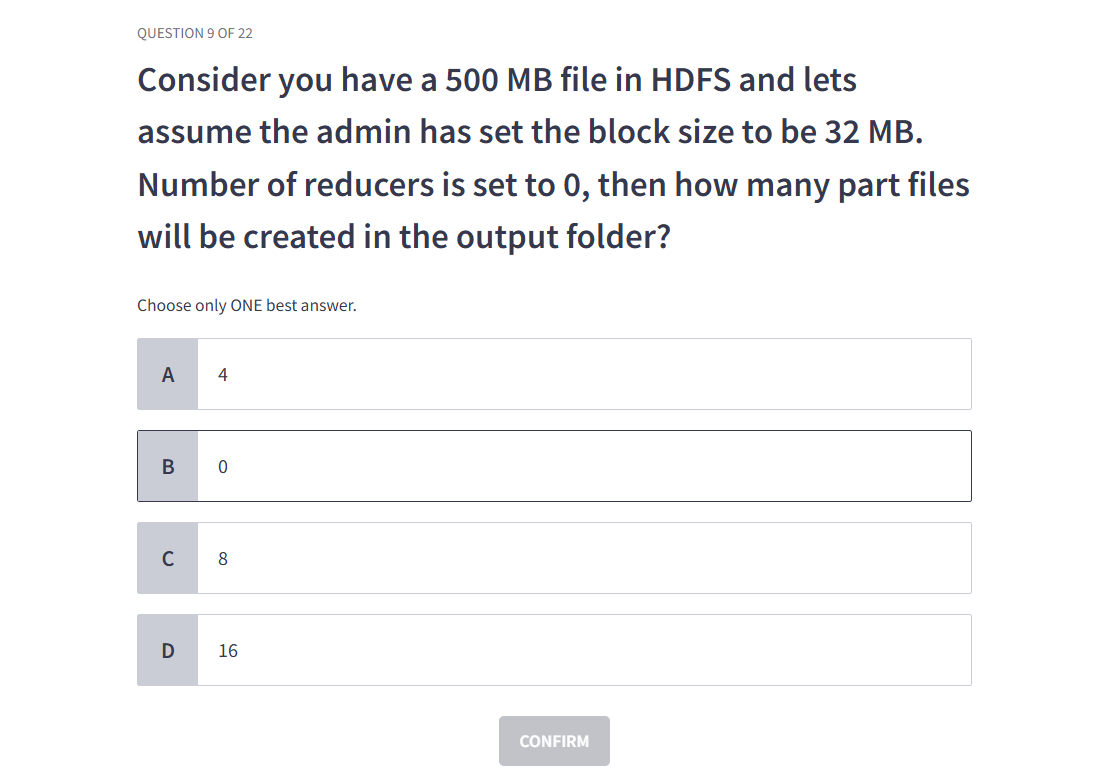 QUESTION 9 OF 22
Consider you have a 500 MB file in HDFS and lets
assume the admin has set the block size to be 32 MB.
Number of reducers is set to 0, then how many part files
will be created in the output folder?
Choose only ONE best answer.
A 4
B 0
C 8
D 16
CONFIRM